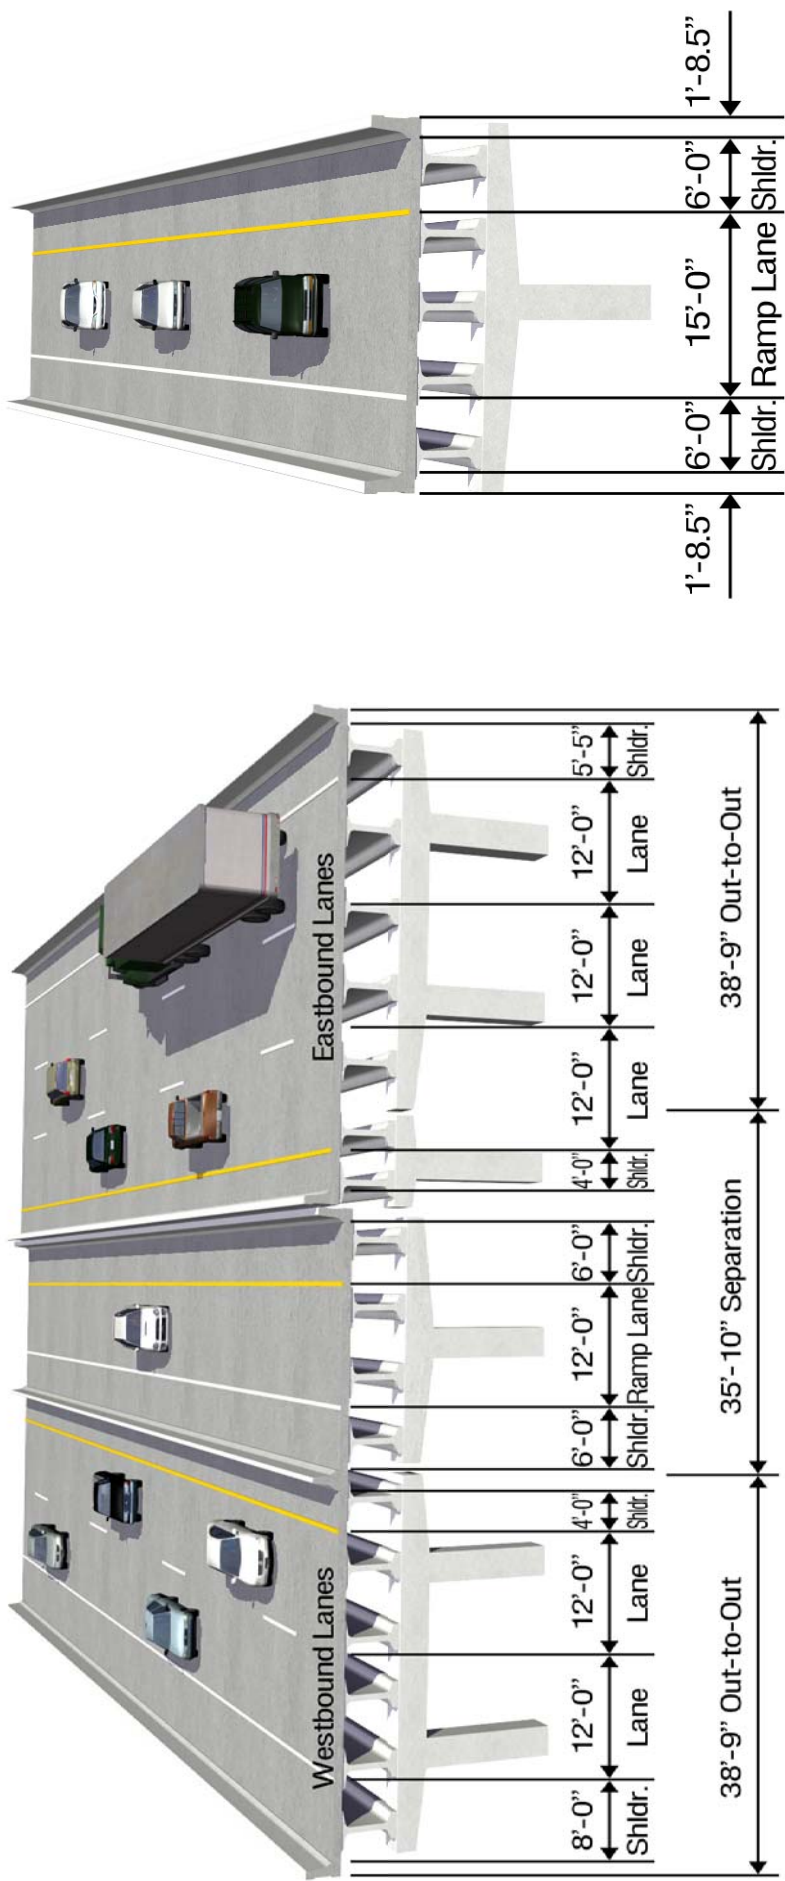 Westbound Lanes
Eastbound Lanes
8'-0" 12'-0" 12'-0" 4'-0" 6'-0" 12'-0" 6'-0" 4'-0" 12'-0" 12'-0" 12'-0" 5'-5"
Shldr. Lane Lane Shldr. Shldr. Ramp Lane Shldr. Shldr. Lane Lane Lane Shldr.
38'-9" Out-to-Out 35'-10" Separation 38'-9" Out-to-Out
1'-8.5" 6'-0" 15'-0" 6'-0" 1'-8.5"
Shldr. Ramp Lane Shldr.